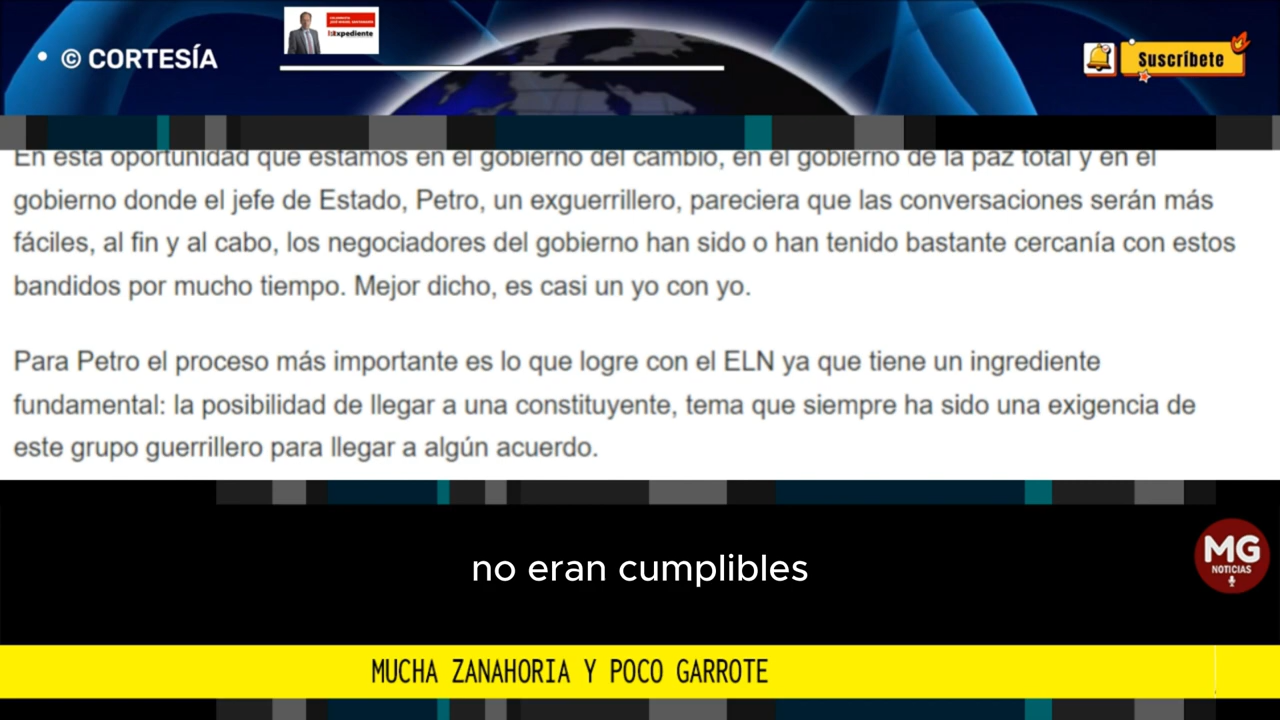 • © CORTESÍA
Expediente
Suscríbete
En esta oportunidad que estamos en el gobierno del cambio, en el gobierno de la paz total y en el
gobierno donde el jefe de Estado, Petro, un exguerrillero, pareciera que las conversaciones serán más
fáciles, al fin y al cabo, los negociadores del gobierno han sido o han tenido bastante cercanía con estos
bandidos por mucho tiempo. Mejor dicho, es casi un yo con yo.
Para Petro el proceso más importante es lo que logre con el ELN ya que tiene un ingrediente
fundamental: la posibilidad de llegar a una constituyente, tema que siempre ha sido una exigencia de
este grupo guerrillero para llegar a algún acuerdo.
no eran cumplibles
MG
NOTICIAS
MUCHA ZANAHORIA Y POCO GARROTE